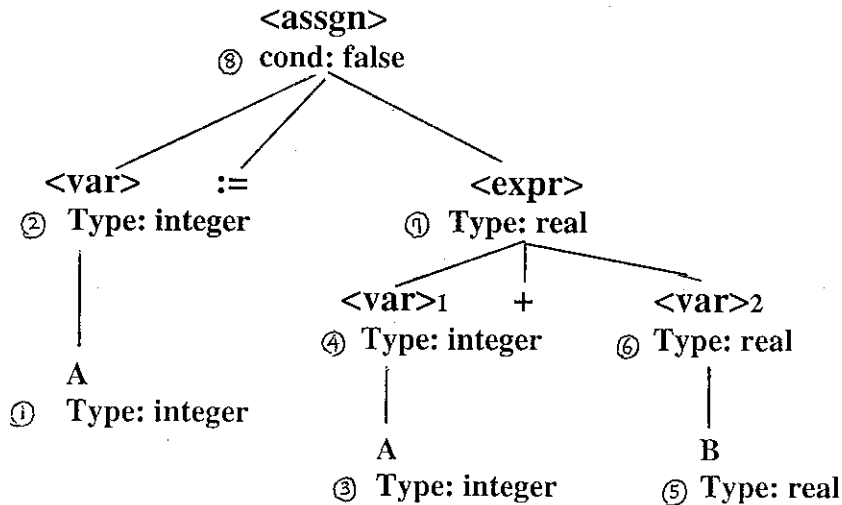 <assgn>
⑧ cond: false
<var> := <expr>
② Type: integer ⑦ Type: real
<var>1 + <var>2
④ Type: integer ⑥ Type: real
A
① Type: integer
A B
③ Type: integer ⑤ Type: real